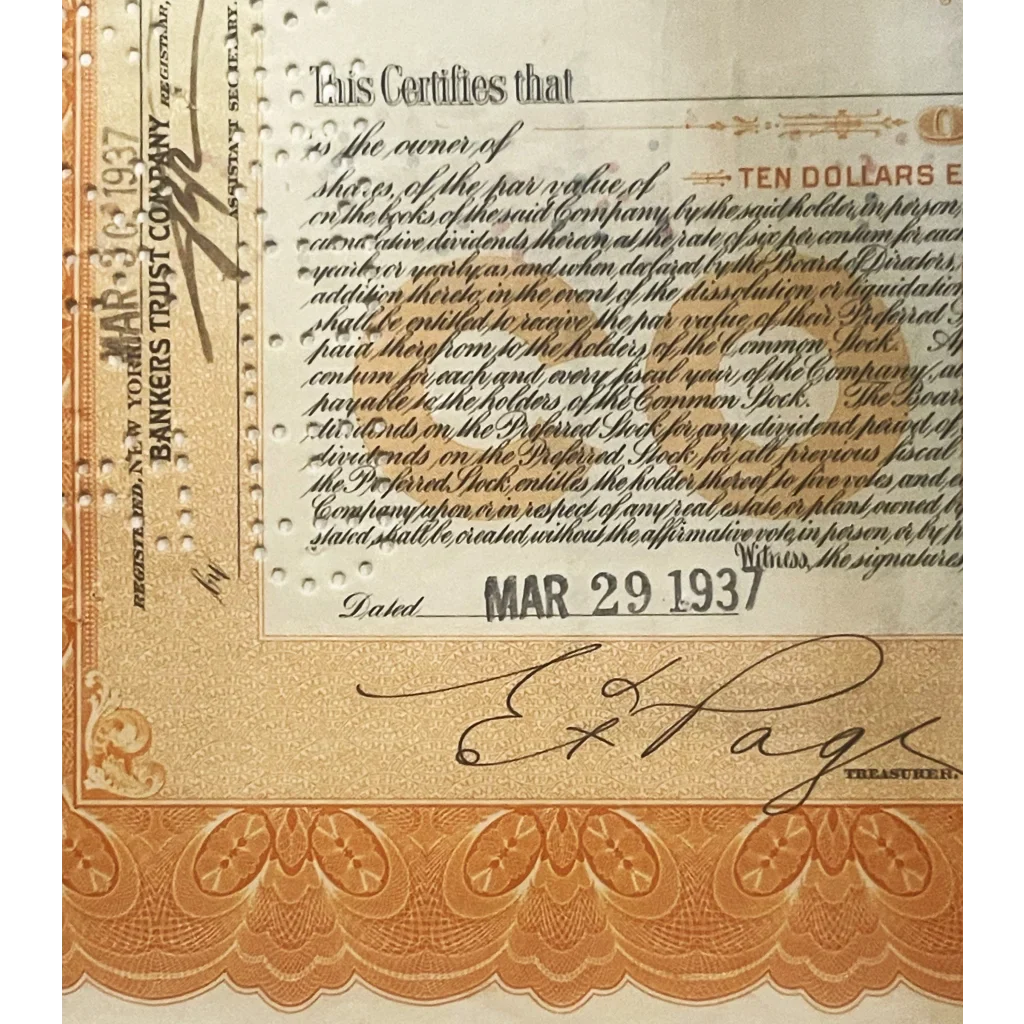 This Certifies that
is the owner of
shares, of the par value of
TEN DOLLARS E
on the books of the said Company by the said holder, in person,
cumulative dividends thereon at the rate of six per centum for each
yearly or yearly as and when declared by the Board of Directors,
addition thereto, in the event of the dissolution or liquidation
shall be entitled to receive the par value of their Preferred S
paid therefrom to the holders of the Common Stock. A
centum for each and every fiscal year of the Company, a
payable to the holders of the Common Stock. The Board
dividends on the Preferred Stock for any dividend period of
dividends on the Preferred Stock for all previous fiscal
the Preferred Stock entitles the holder thereof to five votes and e
Company upon or in respect of any real estate or plant owned b
stated, shall be created without the affirmative vote, in person, or by p
Witness, the signatures
Dated MAR 29 1937
E K Page
TREASURER.
REGISTERED, NEW YORK
MAR 30 1937
BANKERS TRUST COMPANY REGISTRAR,
by
ASSISTANT SECRETARY.